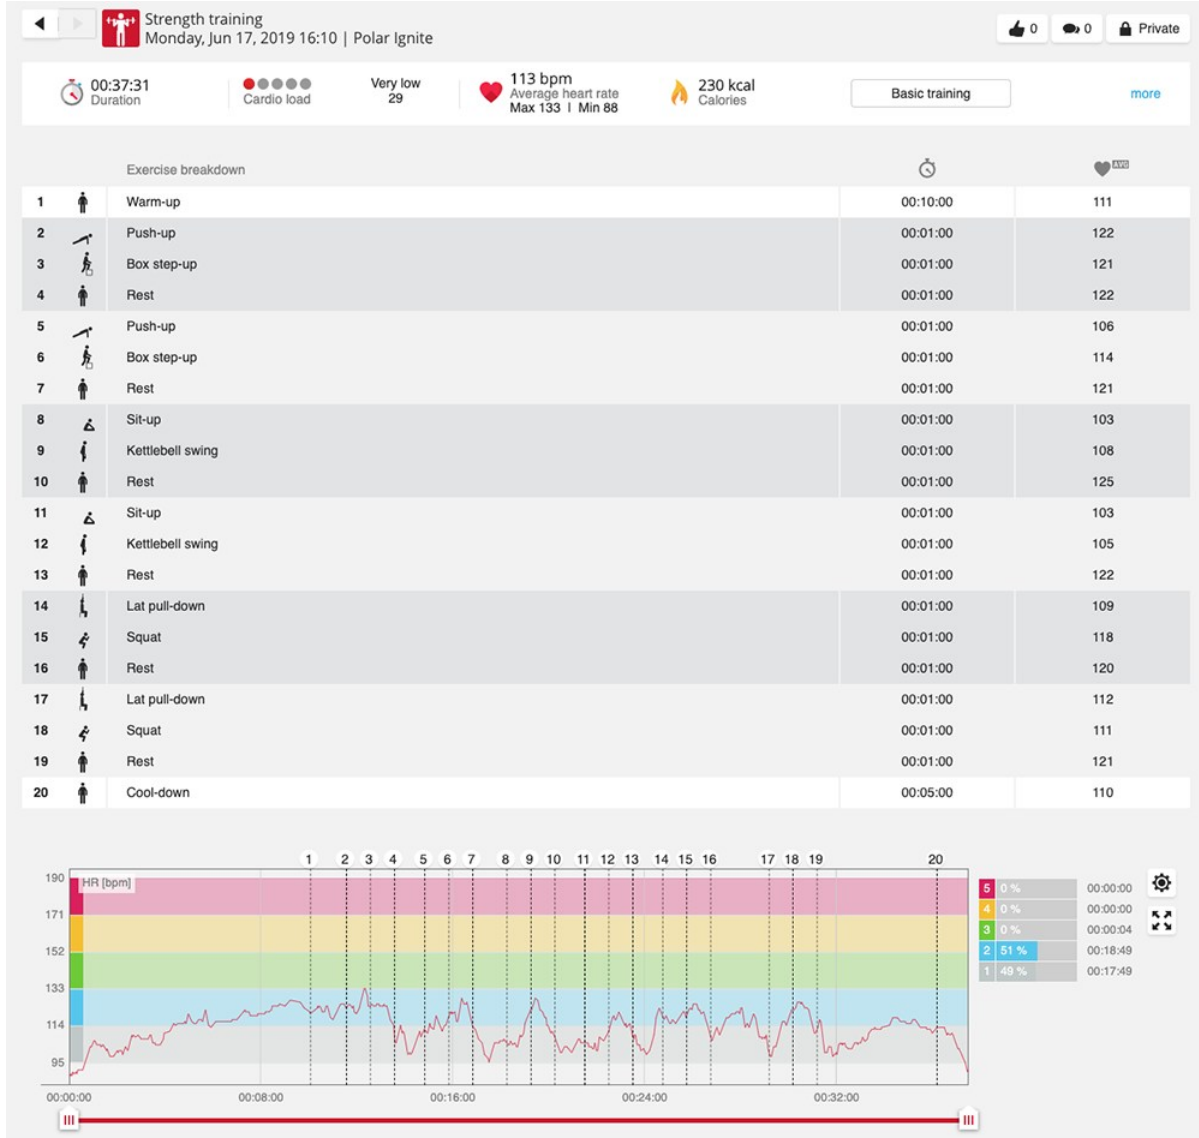 Strength training
Monday, Jun 17, 2019 16:10 | Polar Ignite
0
0
Private
00:37:31
Duration
Cardio load
Very low
29
113 bpm
Average heart rate
Max 133 | Min 88
230 kcal
Calories
Basic training
more
Exercise breakdown AVG
1 Warm-up 00:10:00 111
2 Push-up 00:01:00 122
3 Box step-up 00:01:00 121
4 Rest 00:01:00 122
5 Push-up 00:01:00 106
6 Box step-up 00:01:00 114
7 Rest 00:01:00 121
8 Sit-up 00:01:00 103
9 Kettlebell swing 00:01:00 108
10 Rest 00:01:00 125
11 Sit-up 00:01:00 103
12 Kettlebell swing 00:01:00 105
13 Rest 00:01:00 122
14 Lat pull-down 00:01:00 109
15 Squat 00:01:00 118
16 Rest 00:01:00 120
17 Lat pull-down 00:01:00 112
18 Squat 00:01:00 111
19 Rest 00:01:00 121
20 Cool-down 00:05:00 110
1 2 3 4 5 6 7 8 9 10 11 12 13 14 15 16 17 18 19 20
HR [bpm]
190
171
152
133
114
95
00:00:00 00:08:00 00:16:00 00:24:00 00:32:00
5 0 % 00:00:00
4 0 % 00:00:00
3 0 % 00:00:04
2 51 % 00:18:49
1 49 % 00:17:49